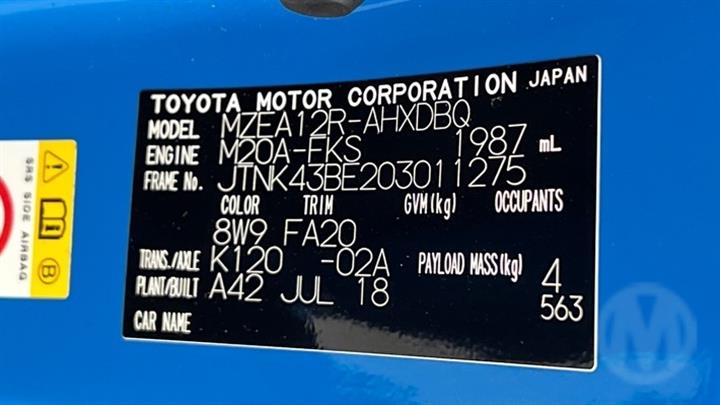 TOYOTA MOTOR CORPORATION JAPAN
MODEL MZEA12R-AHXDBQ
ENGINE M20A-FKS 1987 mL
FRAME No. JTNK43BE203011275
COLOR TRIM GVM(kg) OCCUPANTS
8W9 FA20
TRANS./AXLE K120 -02A PAYLOAD MASS(kg) 4
PLANT/BUILT A42 JUL 18 563
CAR NAME
SRS SIDE AIRBAG
B
M